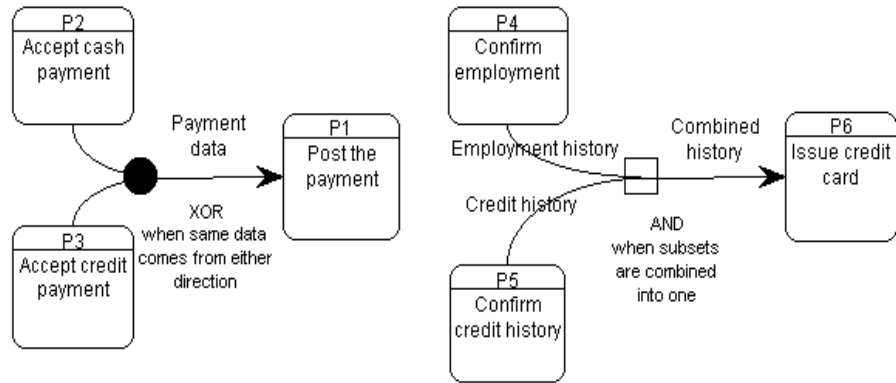 P2
Accept cash
payment
Payment
data
P1
Post the
payment
XOR
when same data
comes from either
direction
P3
Accept credit
payment
P4
Confirm
employment
Employment history
Credit history
Combined
history
P6
Issue credit
card
AND
when subsets
are combined
into one
P5
Confirm
credit history